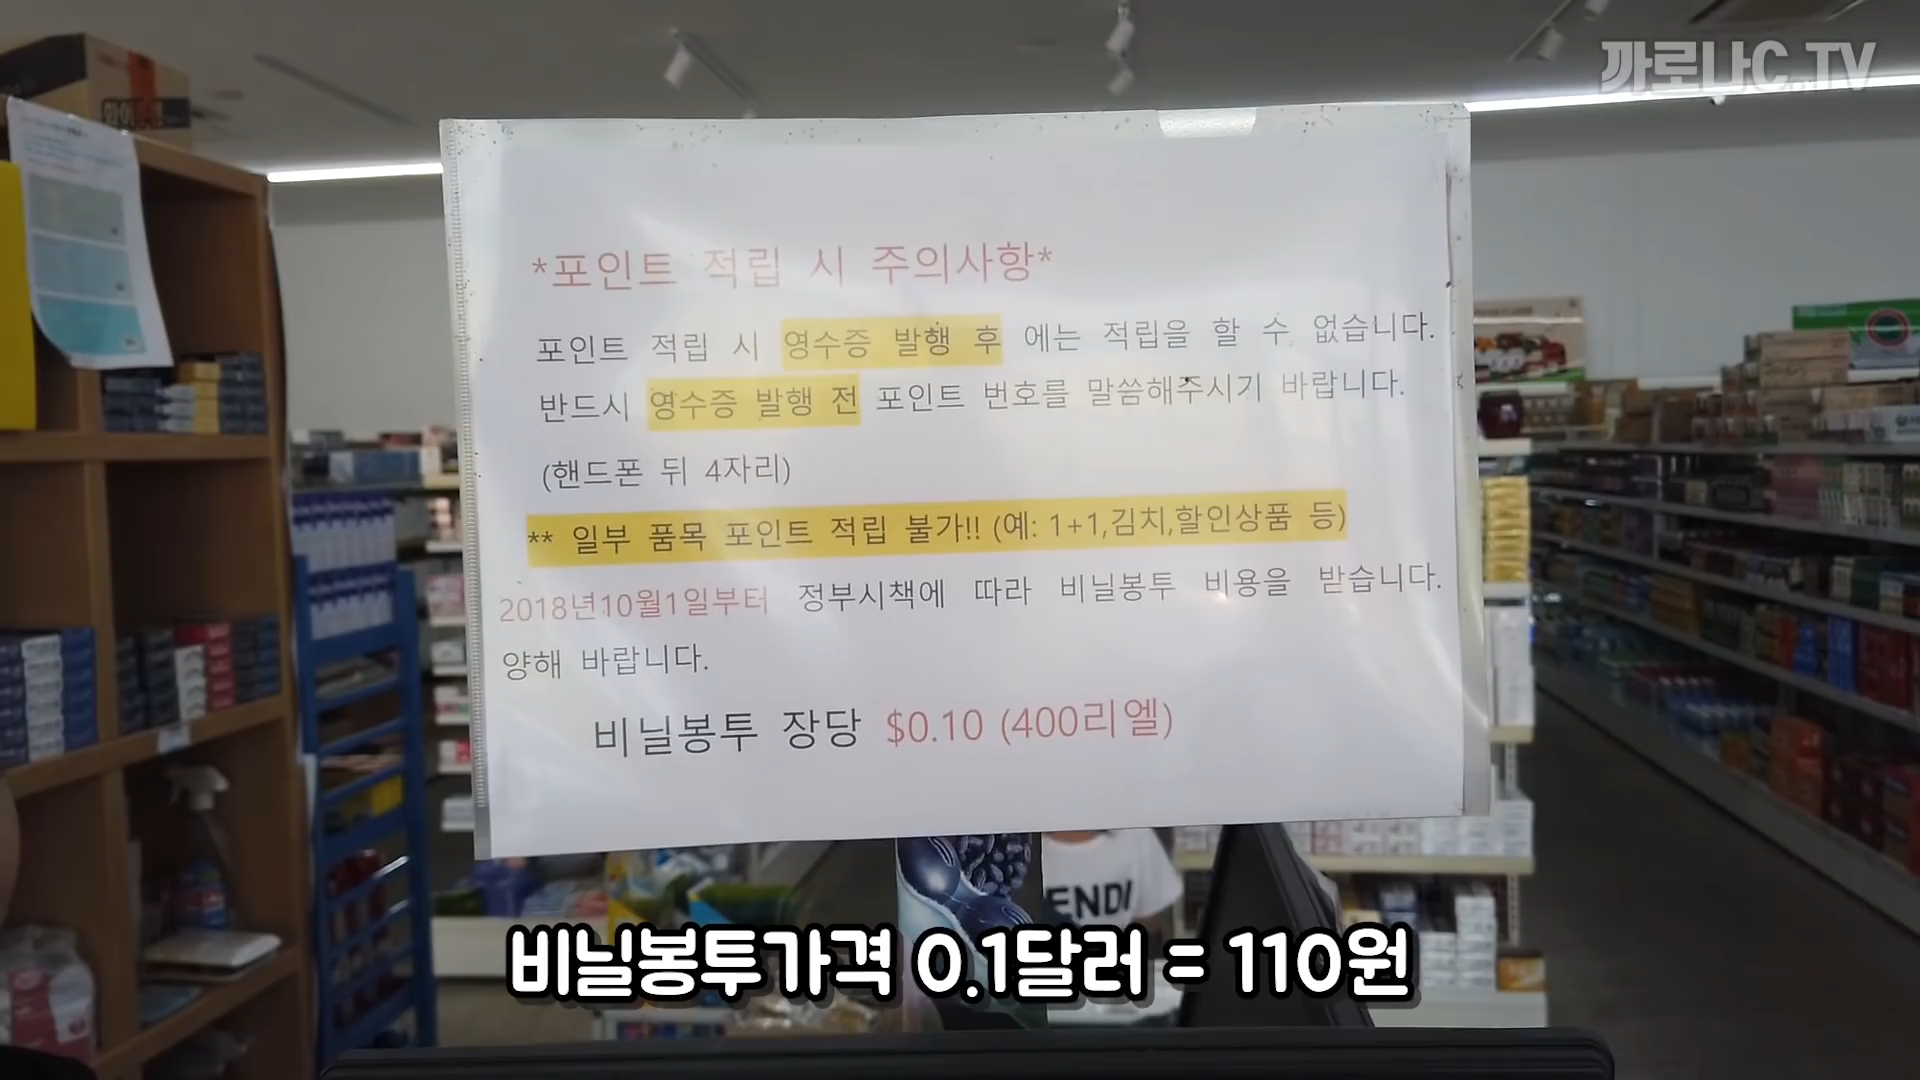 까로나C.TV
*포인트 적립 시 주의사항*
포인트 적립 시 영수증 발행 후 에는 적립을 할 수 없습니다.
반드시 영수증 발행 전 포인트 번호를 말씀해주시기 바랍니다.
(핸드폰 뒤 4자리)
** 일부 품목 포인트 적립 불가!! (예: 1+1,김치,할인상품 등)
2018년10월1일부터 정부시책에 따라 비닐봉투 비용을 받습니다.
양해 바랍니다.
비닐봉투 장당 $0.10 (400리엘)
ENDI
비닐봉투가격 0.1달러 = 110원